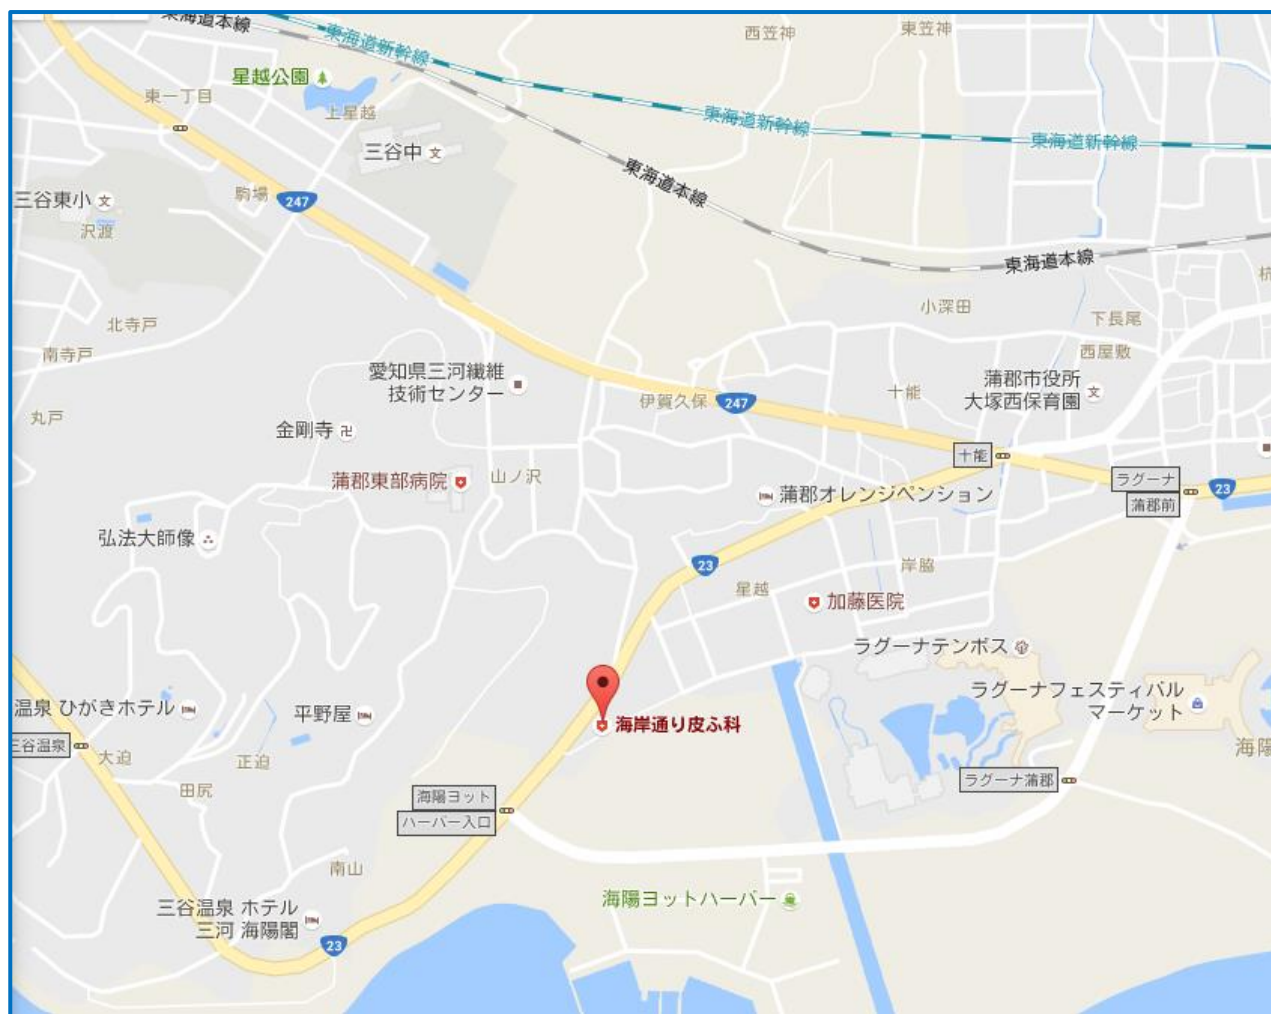 東海道本線
東海道新幹線
西笠神
東笠神
星越公園
東一丁目
上星越
東海道新幹線
東海道新幹線
三谷中
東海道本線
三谷東小
駒場
247
沢渡
東海道本線
杭
小深田
北寺戸
下長尾
南寺戸
西屋敷
愛知県三河繊維
技術センター
蒲郡市役所
大塚西保育園
伊賀久保
247
十能
丸戸
金剛寺
十能
蒲郡東部病院
山ノ沢
蒲郡オレンジペンション
ラグーナ
蒲郡前
23
弘法大師像
23
岸脇
星越
加藤医院
ラグーナテンボス
ラグーナフェスティバル
マーケット
温泉 ひがきホテル
平野屋
海岸通り皮ふ科
三谷温泉
大迫
正迫
海陽
田尻
海陽ヨット
ハーバー入口
ラグーナ蒲郡
南山
海陽ヨットハーバー
三谷温泉 ホテル
三河 海陽閣
23